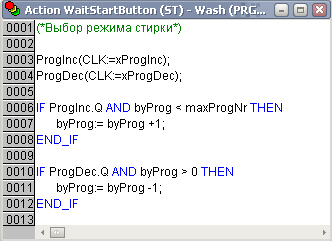 Action WaitStartButton (ST) - Wash (PRG...
0001 (*Выбор режима стирки*)
0002
0003 ProgInc(CLK:=xProgInc);
0004 ProgDec(CLK:=xProgDec);
0005
0006 IF ProgInc.Q AND byProg < maxProgNr THEN
0007 byProg:= byProg +1;
0008 END_IF
0009
0010 IF ProgDec.Q AND byProg > 0 THEN
0011 byProg:= byProg -1;
0012 END_IF
0013